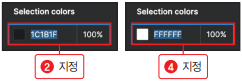 Selection colors
1C1B1F 100%
❷ 지정
Selection colors
FFFFFF 100%
❹ 지정